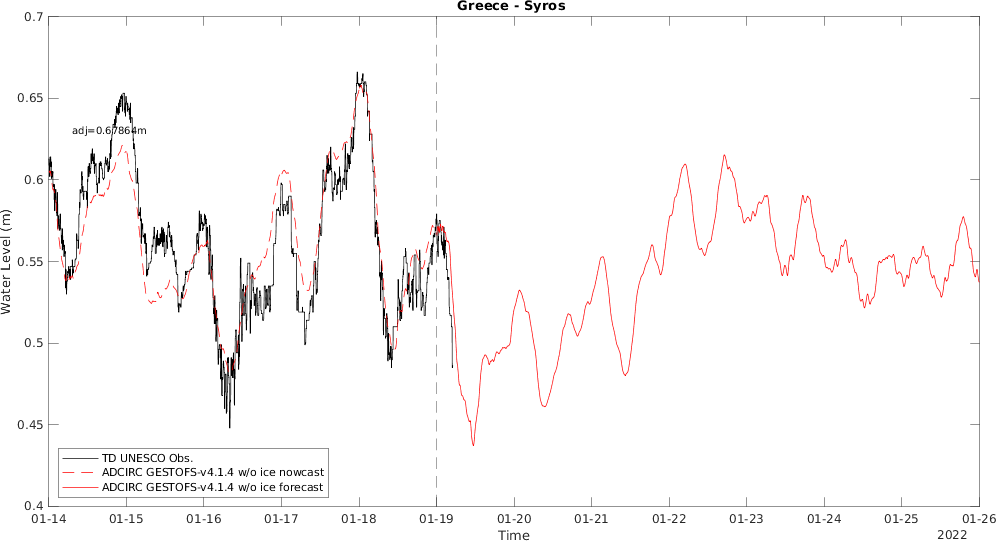 Greece - Syros
0.7
0.65
0.6
0.55
0.5
0.45
0.4
Water Level (m)
adj=0.67864m
TD UNESCO Obs.
ADCIRC GESTOFS-v4.1.4 w/o ice nowcast
ADCIRC GESTOFS-v4.1.4 w/o ice forecast
01-14 01-15 01-16 01-17 01-18 01-19 01-20 01-21 01-22 01-23 01-24 01-25 01-26
Time
2022